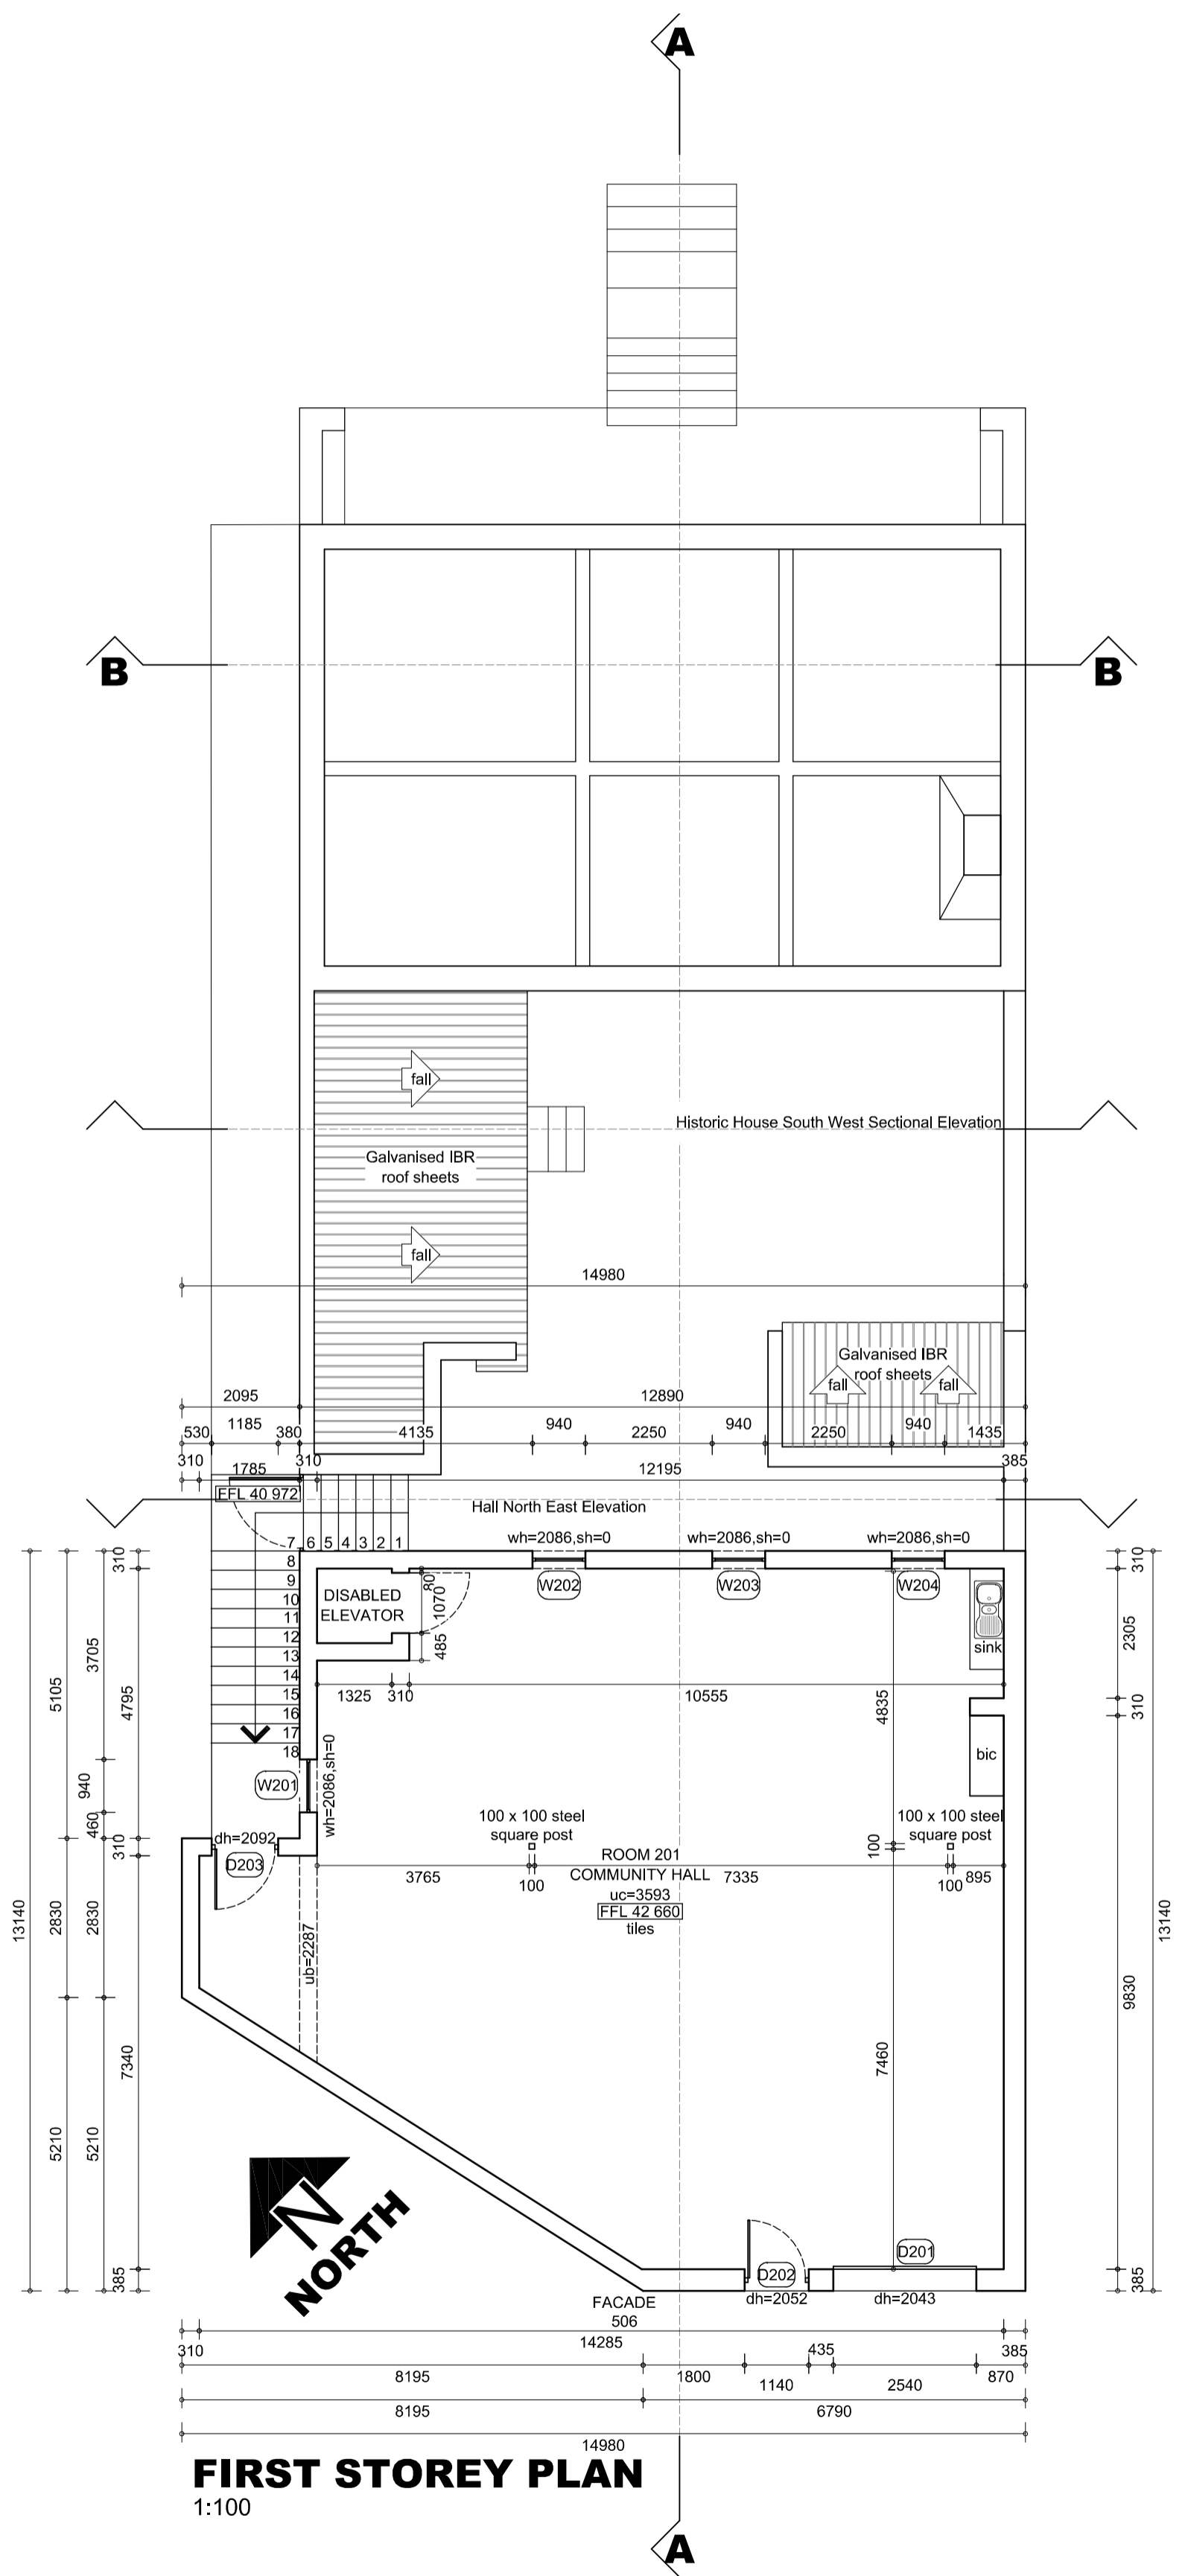 A
B
B
fall
Historic House South West Sectional Elevation
Galvanised IBR
roof sheets
fall
14980
Galvanised IBR
roof sheets
fall
fall
2095
12890
530
1185
380
4135
940
2250
940
2250
940
1435
310
1785
310
12195
385
FFL 40 972
Hall North East Elevation
wh=2086,sh=0
wh=2086,sh=0
wh=2086,sh=0
7 6 5 4 3 2 1
8
9
10
11
12
13
14
15
16
17
18
DISABLED
ELEVATOR
80
1070
485
W202
W203
W204
sink
1325
310
10555
4835
bic
W201
wh=2086,sh=0
dh=2092
D203
100 x 100 steel
square post
100 x 100 steel
square post
100
ROOM 201
COMMUNITY HALL
uc=3593
FFL 42 660
tiles
3765
100
7335
100
895
ub=2287
7460
13140
5105
2830
5210
3705
940
460
2830
5210
310
4795
310
7340
385
310
2305
310
9830
385
13140
N
NORTH
D201
D202
dh=2052
dh=2043
FACADE
506
310
14285
385
8195
1800
1140
435
2540
870
8195
6790
14980
FIRST STOREY PLAN
1:100
A